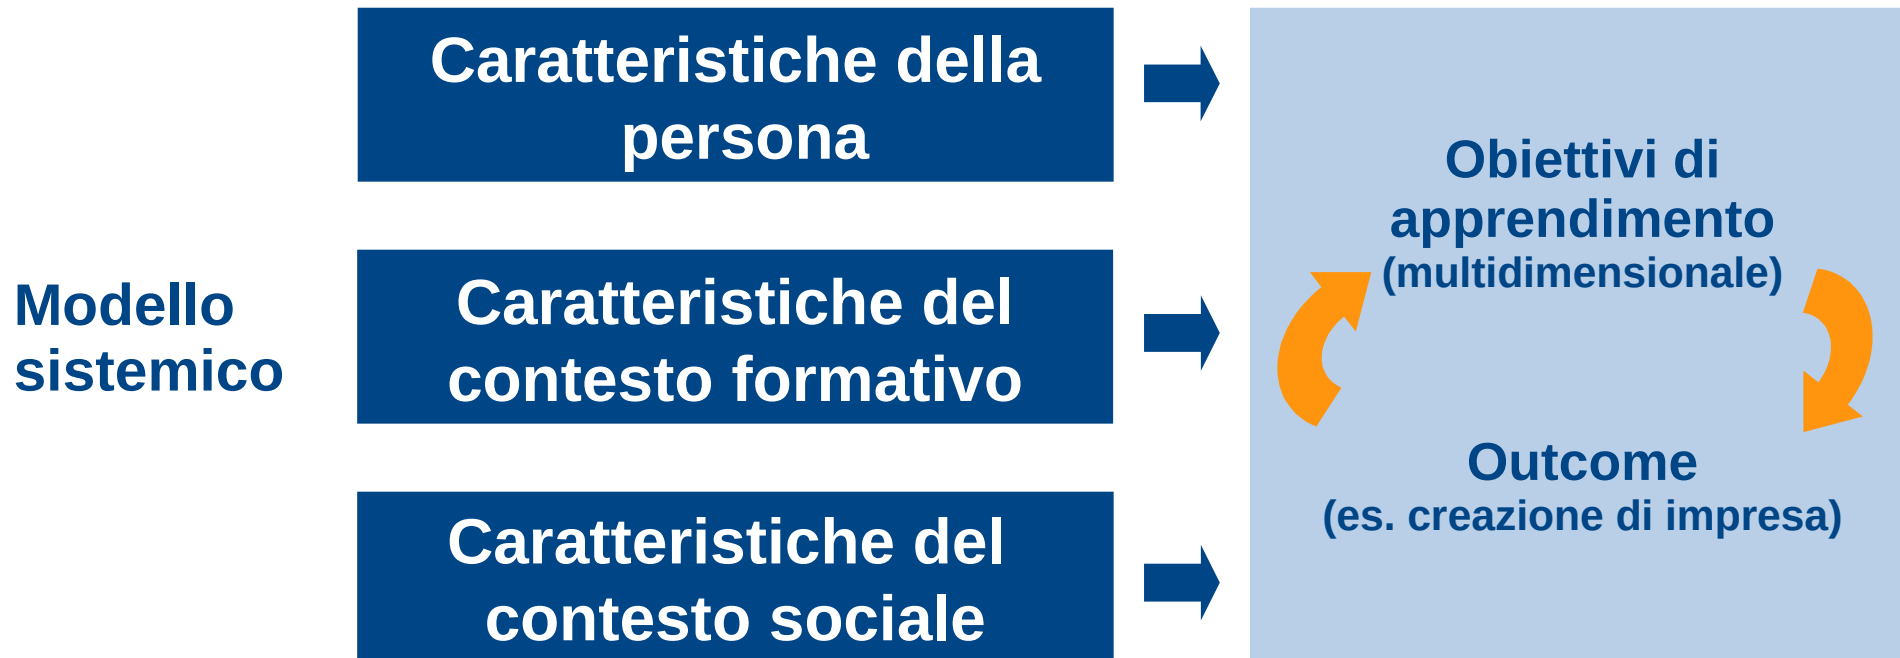 Modello
sistemico
Caratteristiche della
persona
Caratteristiche del
contesto formativo
Caratteristiche del
contesto sociale
Obiettivi di
apprendimento
(multidimensionale)
Outcome
(es. creazione di impresa)